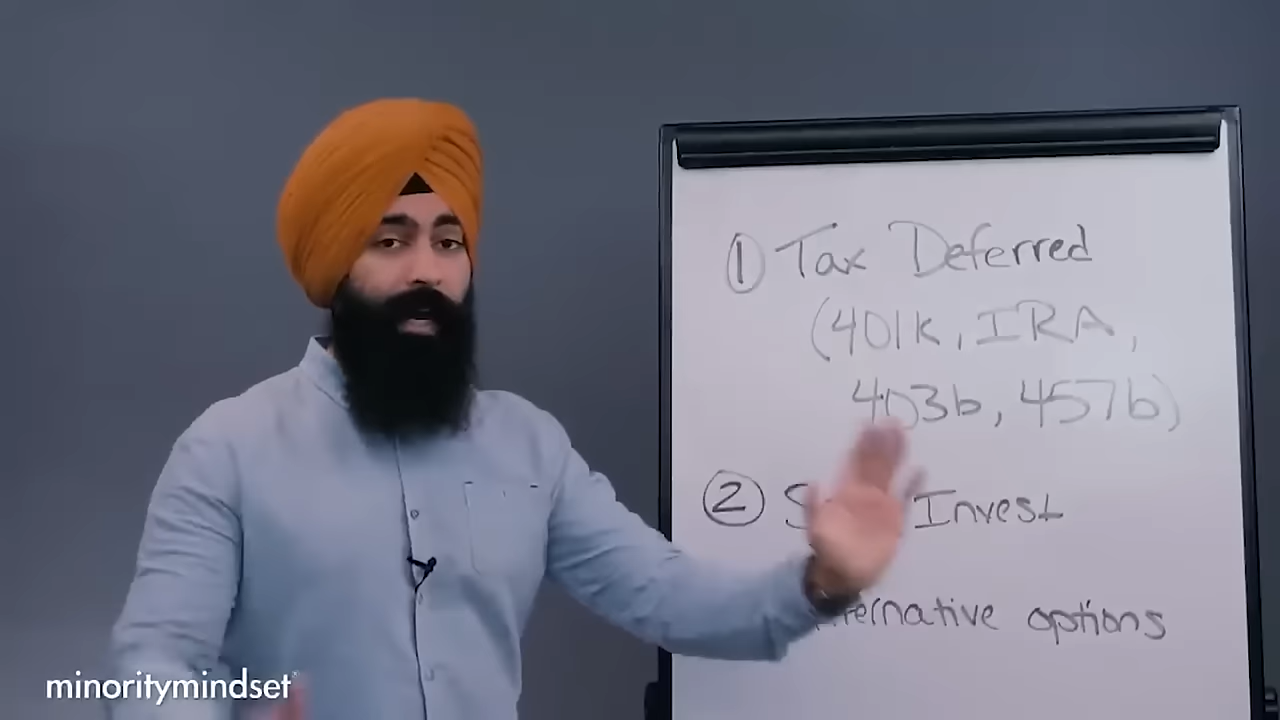 ① Tax Deferred
(401k, IRA,
403b, 457b)
② Invest
options
minoritymindset